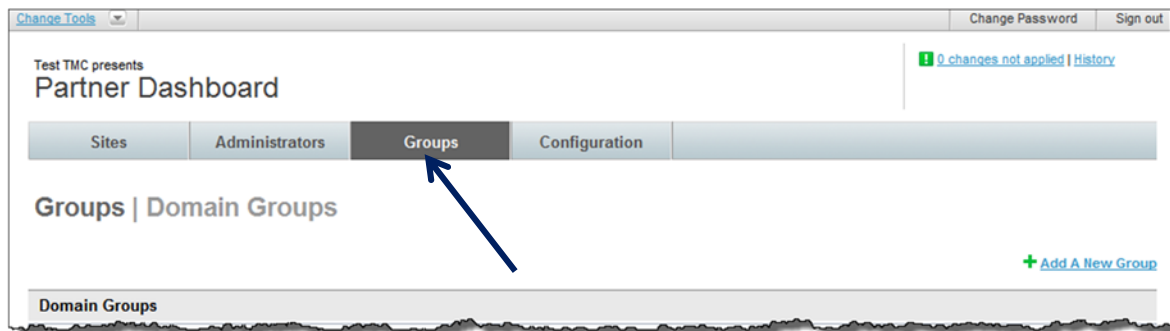 Change Tools
Change Password Sign out
Test TMC presents
Partner Dashboard
0 changes not applied | History
Sites Administrators Groups Configuration
Groups | Domain Groups
Add A New Group
Domain Groups